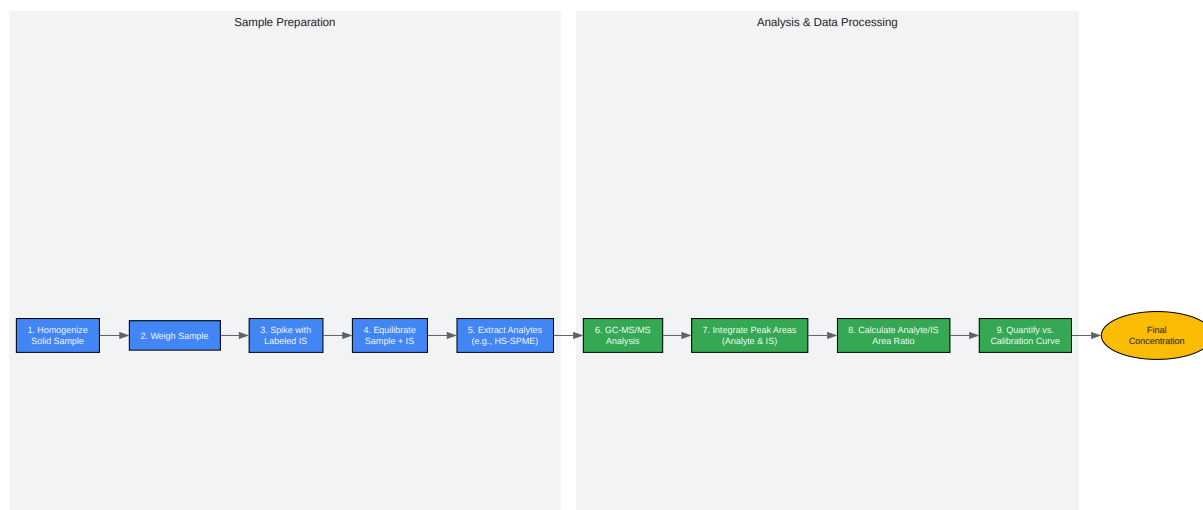 Sample Preparation
Analysis & Data Processing
1. Homogenize
Solid Sample
2. Weigh Sample
3. Spike with
Labeled IS
4. Equilibrate
Sample + IS
5. Extract Analytes
(e.g., HS-SPME)
6. GC-MS/MS
Analysis
7. Integrate Peak Areas
(Analyte & IS)
8. Calculate Analyte/IS
Area Ratio
9. Quantify vs.
Calibration Curve
Final
Concentration